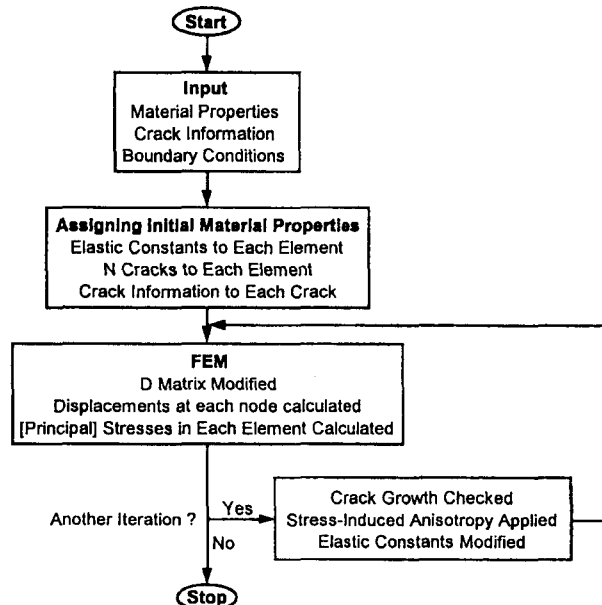 Start
Input
Material Properties
Crack Information
Boundary Conditions
Assigning Initial Material Properties
Elastic Constants to Each Element
N Cracks to Each Element
Crack Information to Each Crack
FEM
D Matrix Modified
Displacements at each node calculated
[Principal] Stresses in Each Element Calculated
Another Iteration ?
Yes
No
Crack Growth Checked
Stress-Induced Anisotropy Applied
Elastic Constants Modified
Stop